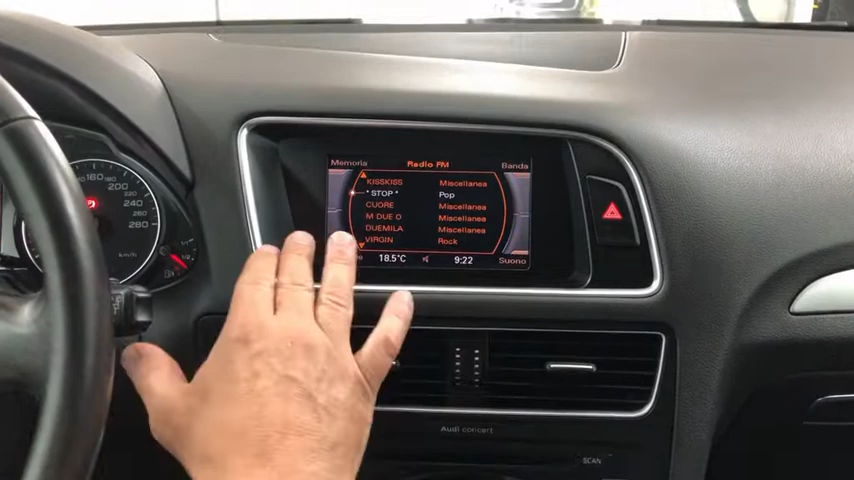 Memoria Radio FM Banda
KISSKISS Miscellanea
* STOP * Pop
CUORE Miscellanea
M DUE O Miscellanea
DUEMILA Miscellanea
VIRGIN Rock
18.5°C 9:22 Suono
160 180 200
220
240
260
280
km/h
Audi concert
SCAN